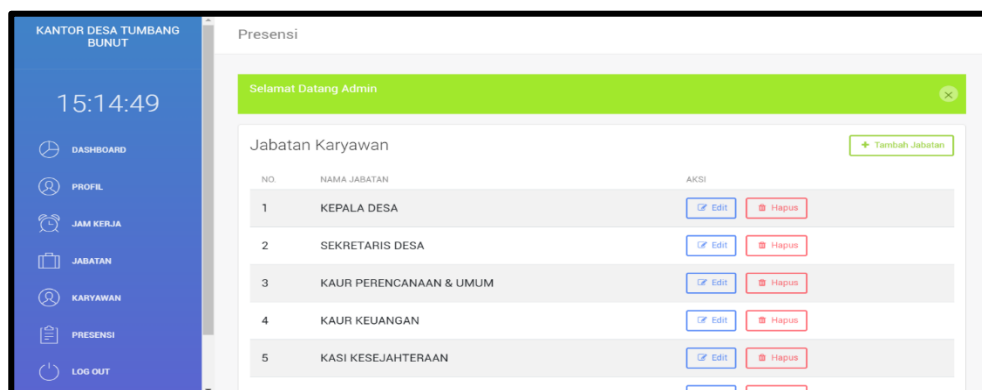 KANTOR DESA TUMBANG
BUNUT
15:14:49
DASHBOARD
PROFIL
JAM KERJA
JABATAN
KARYAWAN
PRESENSI
LOG OUT
Presensi
Selamat Datang Admin
Jabatan Karyawan
+ Tambah Jabatan
NO. NAMA JABATAN AKSI
1 KEPALA DESA Edit Hapus
2 SEKRETARIS DESA Edit Hapus
3 KAUR PERENCANAAN & UMUM Edit Hapus
4 KAUR KEUANGAN Edit Hapus
5 KASI KESEJAHTERAAN Edit Hapus